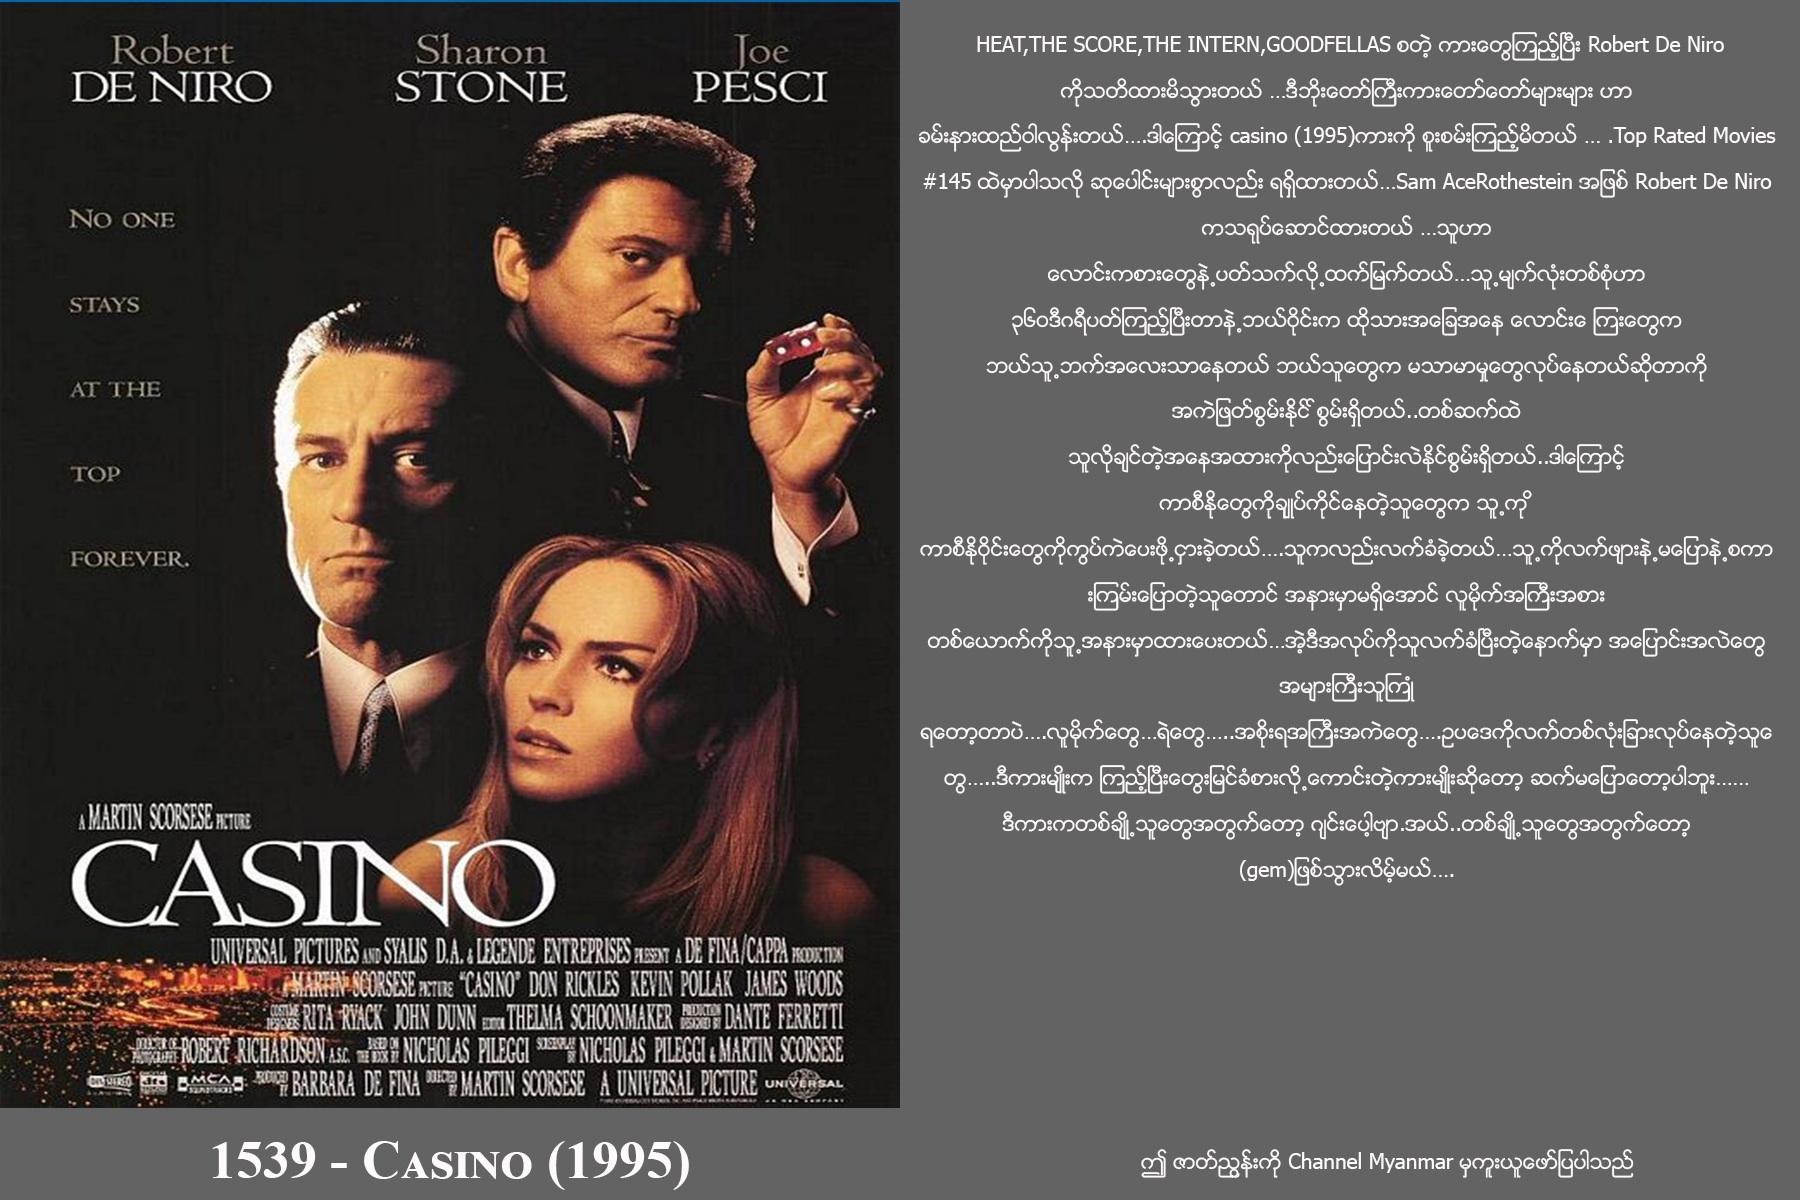 Robert
DE NIRO
Sharon
STONE
Joe
PESCI
NO ONE
STAYS
AT THE
TOP
FOREVER.
A MARTIN SCORSESE PICTURE
CASINO
UNIVERSAL PICTURES AND SYALIS D.A. & LEGENDE ENTREPRISES PRESENT A DE FINA/CAPPA PRODUCTION
A MARTIN SCORSESE PICTURE "CASINO" DON RICKLES KEVIN POLLAK JAMES WOODS
COSTUME DESIGNERS RITA RYACK JOHN DUNN EDITOR THELMA SCHOONMAKER PRODUCTION DESIGNED BY DANTE FERRETTI
DIRECTOR OF PHOTOGRAPHY ROBERT RICHARDSON A.S.C. BASED ON THE BOOK BY NICHOLAS PILEGGI SCREENPLAY BY NICHOLAS PILEGGI & MARTIN SCORSESE
PRODUCED BY BARBARA DE FINA DIRECTED BY MARTIN SCORSESE A UNIVERSAL PICTURE UNIVERSAL
1539 - CASINO (1995)
HEAT,THE SCORE,THE INTERN,GOODFELLAS စတဲ့ ကားတွေကြည့်ပြီး Robert De Niro
ကိုသတိထားမိသွားတယ် …ဒီဘိုးတော်ကြီးကားတော်တော်များများ ဟာ
ခမ်းနားထည်ဝါလွန်းတယ်….ဒါကြောင့် casino (1995)ကားကို စူးစမ်းကြည့်မိတယ် … .Top Rated Movies
#145 ထဲမှာပါသလို ဆုပေါင်းများစွာလည်း ရရှိထားတယ်…Sam AceRothestein အဖြစ် Robert De Niro
ကသရုပ်ဆောင်ထားတယ် …သူဟာ
လောင်းကစားတွေနဲ့ပတ်သက်လို့ထက်မြက်တယ်…သူ့မျက်လုံးတစ်စုံဟာ
၃၆၀ဒီဂရီပတ်ကြည့်ပြီးတာနဲ့ဘယ်ဝိုင်းက ထိုသားအခြေအနေ လောင်းေ ကြးတွေက
ဘယ်သူ့ဘက်အလေးသာနေတယ် ဘယ်သူတွေက မသာမာမှုတွေလုပ်နေတယ်ဆိုတာကို
အကဲဖြတ်စွမ်းနိုင် စွမ်းရှိတယ်..တစ်ဆက်ထဲ
သူလိုချင်တဲ့အနေအထားကိုလည်းပြောင်းလဲနိုင်စွမ်းရှိတယ်..ဒါကြောင့်
ကာစီနိုတွေကိုချုပ်ကိုင်နေတဲ့သူတွေက သူ့ကို
ကာစီနိုဝိုင်းတွေကိုကွပ်ကဲပေးဖို့ငှားခဲ့တယ်….သူကလည်းလက်ခံခဲ့တယ်…သူ့ကိုလက်ဖျားနဲ့မပြောနဲ့စကာ
းကြမ်းပြောတဲ့သူတောင် အနားမှာမရှိအောင် လူမိုက်အကြီးအစား
တစ်ယောက်ကိုသူ့အနားမှာထားပေးတယ်…အဲ့ဒီအလုပ်ကိုသူလက်ခံပြီးတဲ့နောက်မှာ အပြောင်းအလဲတွေ
အများကြီးသူကြုံ
ရတော့တာပဲ….လူမိုက်တွေ…ရဲတွေ…..အစိုးရအကြီးအကဲတွေ….ဥပဒေကိုလက်တစ်လုံးခြားလုပ်နေတဲ့သူေ
တွ…..ဒီကားမျိုးက ကြည့်ပြီးတွေးမြင်ခံစားလို့ကောင်းတဲ့ကားမျိုးဆိုတော့ ဆက်မပြောတော့ပါဘူး……
ဒီကားကတစ်ချို့သူတွေအတွက်တော့ ဂျင်းပေါ့ဗျာ.အယ်..တစ်ချို့သူတွေအတွက်တော့
(gem)ဖြစ်သွားလိမ့်မယ်….
ဤ ဇာတ်ညွှန်းကို Channel Myanmar မှကူးယူဖော်ပြပါသည်